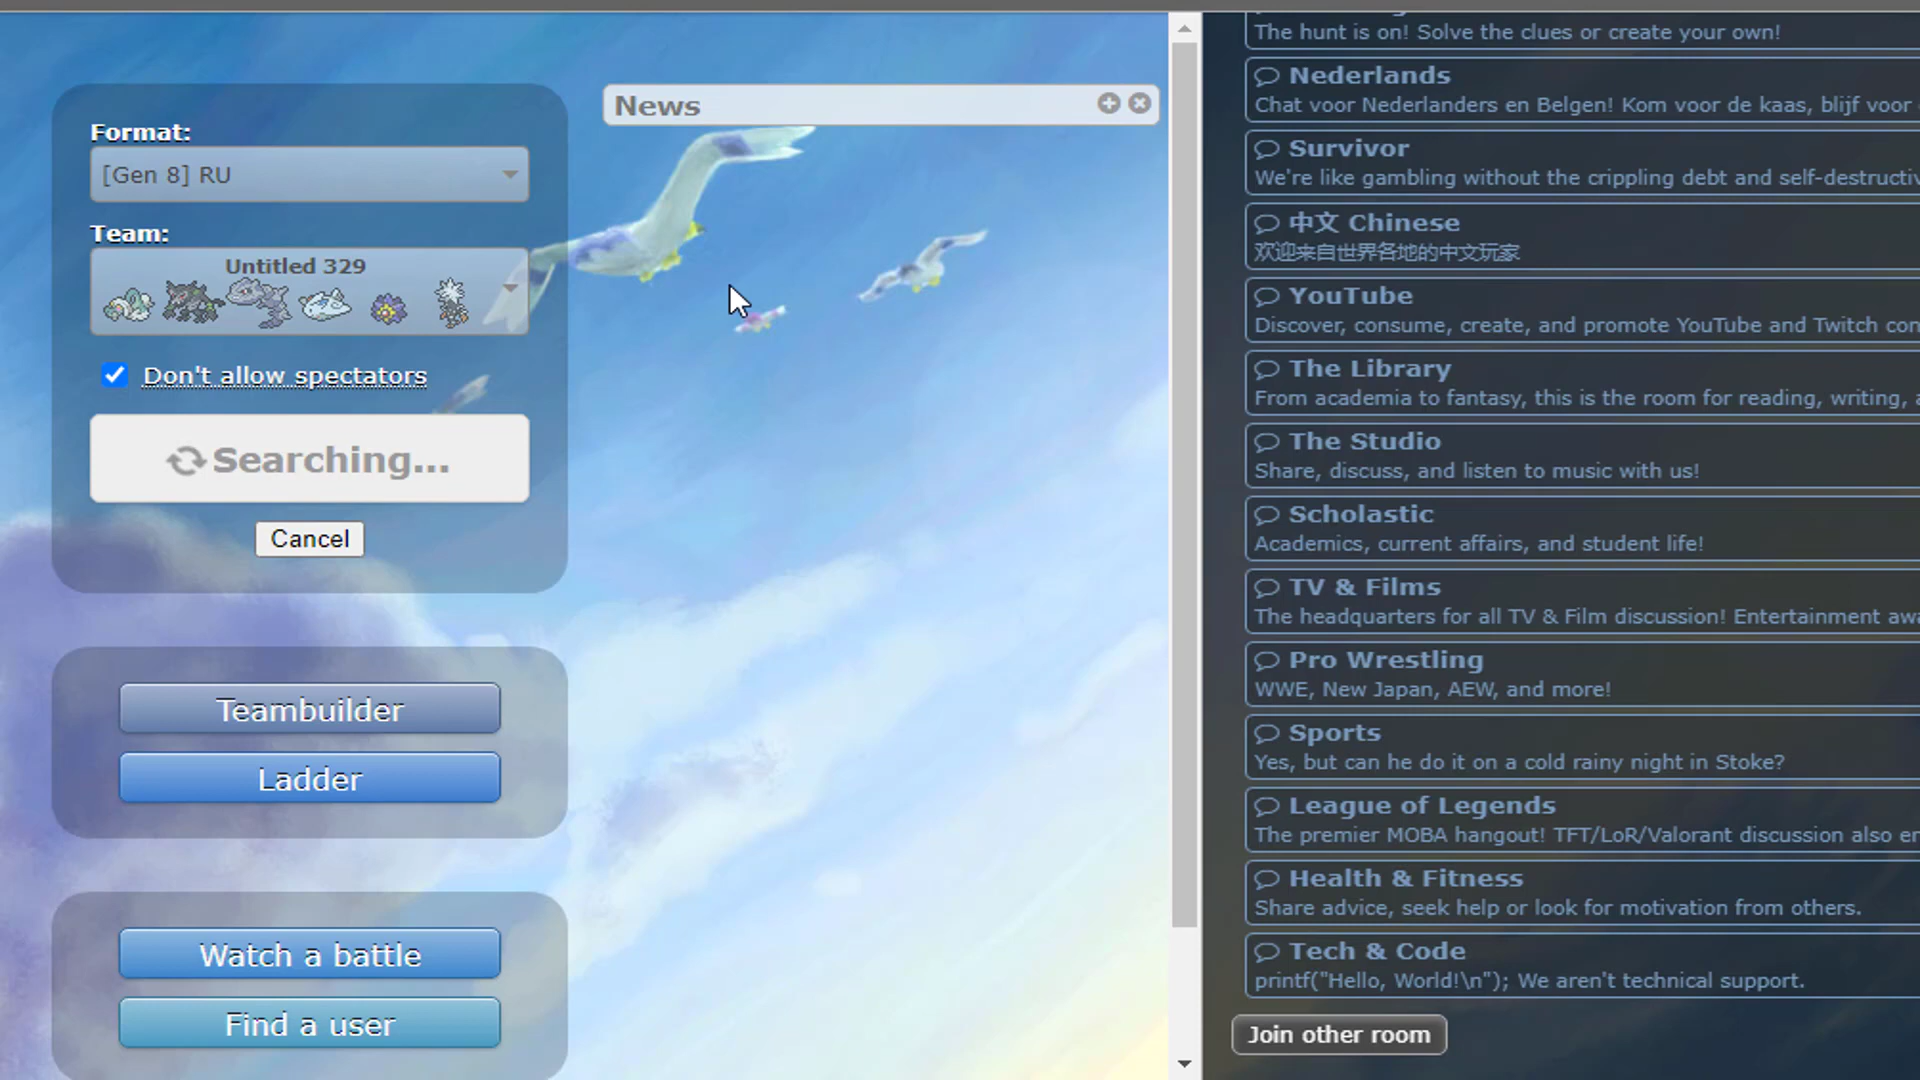 Format:
[Gen 8] RU
Team:
Untitled 329
Don't allow spectators
Searching...
Cancel
Teambuilder
Ladder
Watch a battle
Find a user
News
The hunt is on! Solve the clues or create your own!
Nederlands
Chat voor Nederlanders en Belgen! Kom voor de kaas, blijf voor
Survivor
We're like gambling without the crippling debt and self-destructiv
中文 Chinese
欢迎来自世界各地的中文玩家
YouTube
Discover, consume, create, and promote YouTube and Twitch con
The Library
From academia to fantasy, this is the room for reading, writing, a
The Studio
Share, discuss, and listen to music with us!
Scholastic
Academics, current affairs, and student life!
TV & Films
The headquarters for all TV & Film discussion! Entertainment awa
Pro Wrestling
WWE, New Japan, AEW, and more!
Sports
Yes, but can he do it on a cold rainy night in Stoke?
League of Legends
The premier MOBA hangout! TFT/LoR/Valorant discussion also en
Health & Fitness
Share advice, seek help or look for motivation from others.
Tech & Code
printf("Hello, World!\n"); We aren't technical support.
Join other room